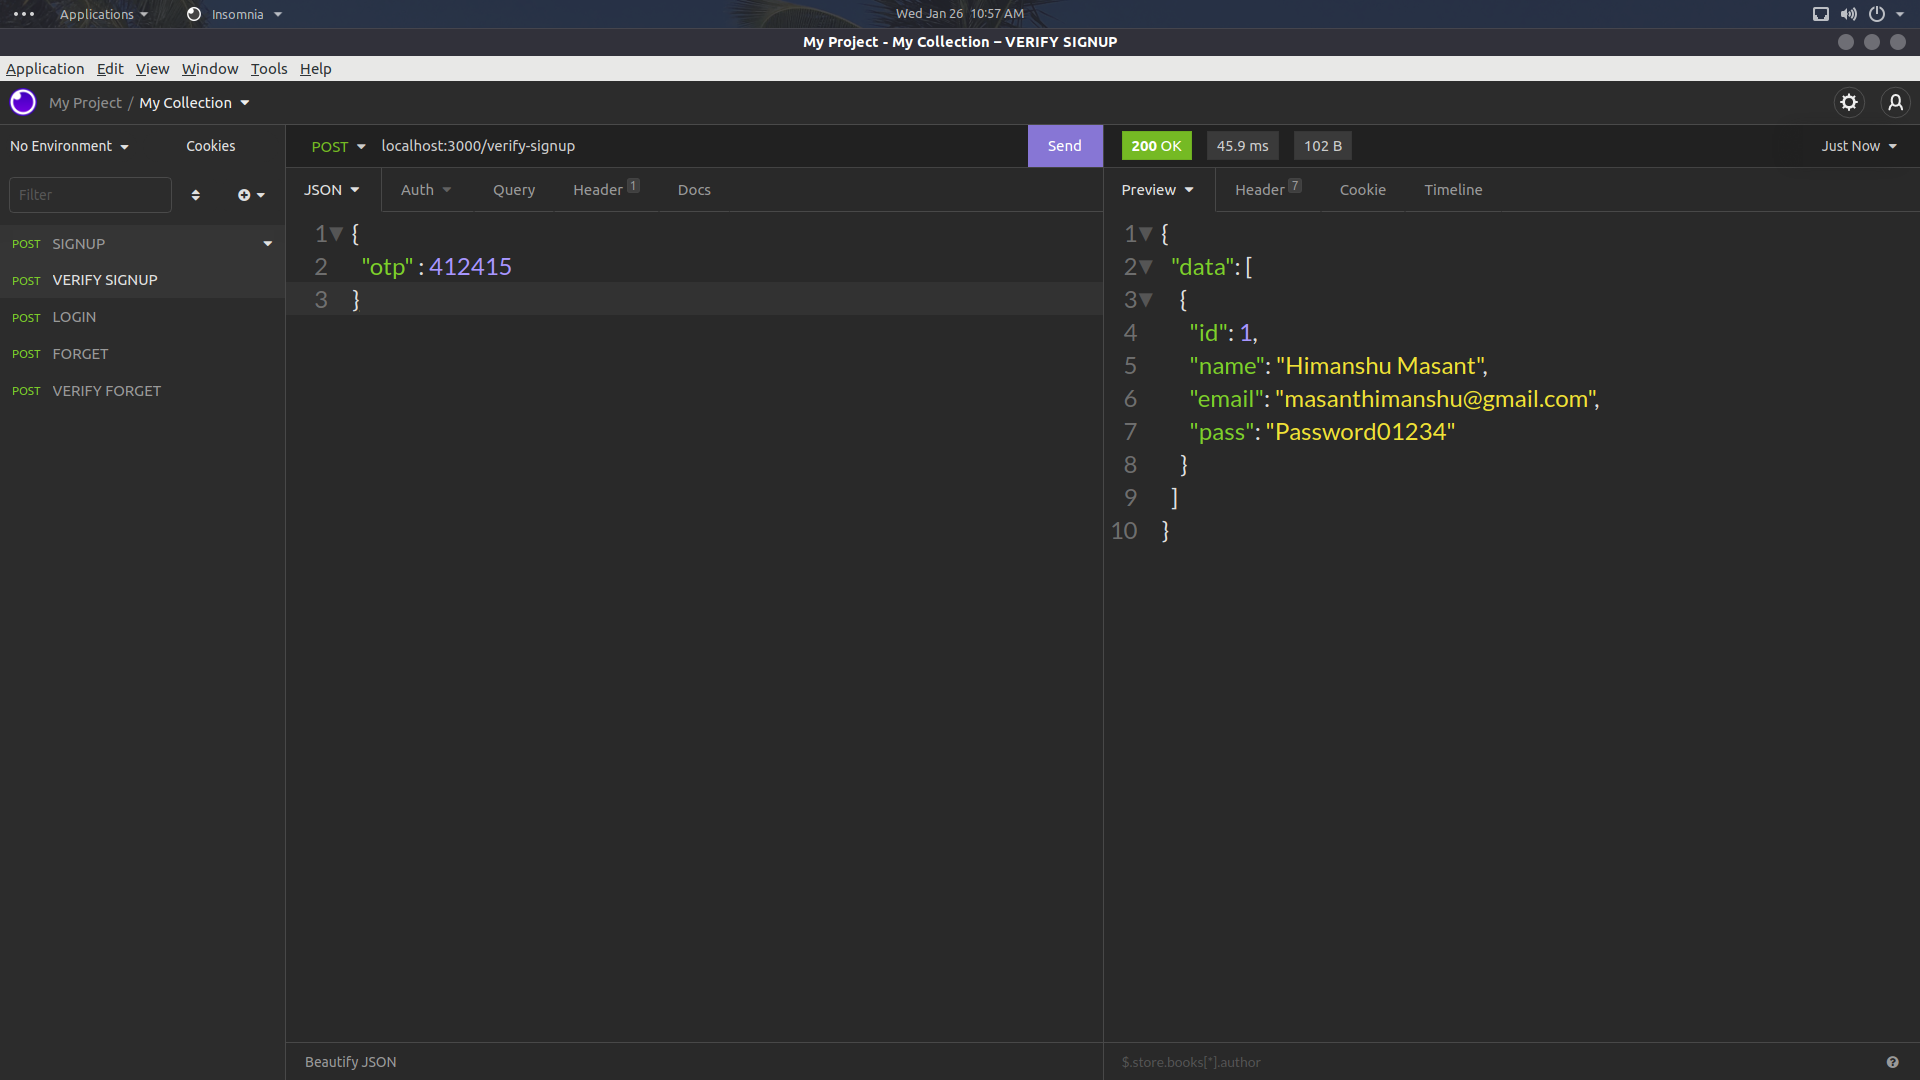 Applications Insomnia Wed Jan 26 10:57 AM
My Project - My Collection – VERIFY SIGNUP
Application Edit View Window Tools Help
My Project / My Collection
No Environment Cookies
POST localhost:3000/verify-signup Send
200 OK 45.9 ms 102 B Just Now
Filter
JSON Auth Query Header 1 Docs
Preview Header 7 Cookie Timeline
POST SIGNUP
POST VERIFY SIGNUP
POST LOGIN
POST FORGET
POST VERIFY FORGET
1 {
2 "otp" : 412415
3 }
1 {
2 "data": [
3 {
4 "id": 1,
5 "name": "Himanshu Masant",
6 "email": "masanthimanshu@gmail.com",
7 "pass": "Password01234"
8 }
9 ]
10 }
Beautify JSON
$.store.books[*].author